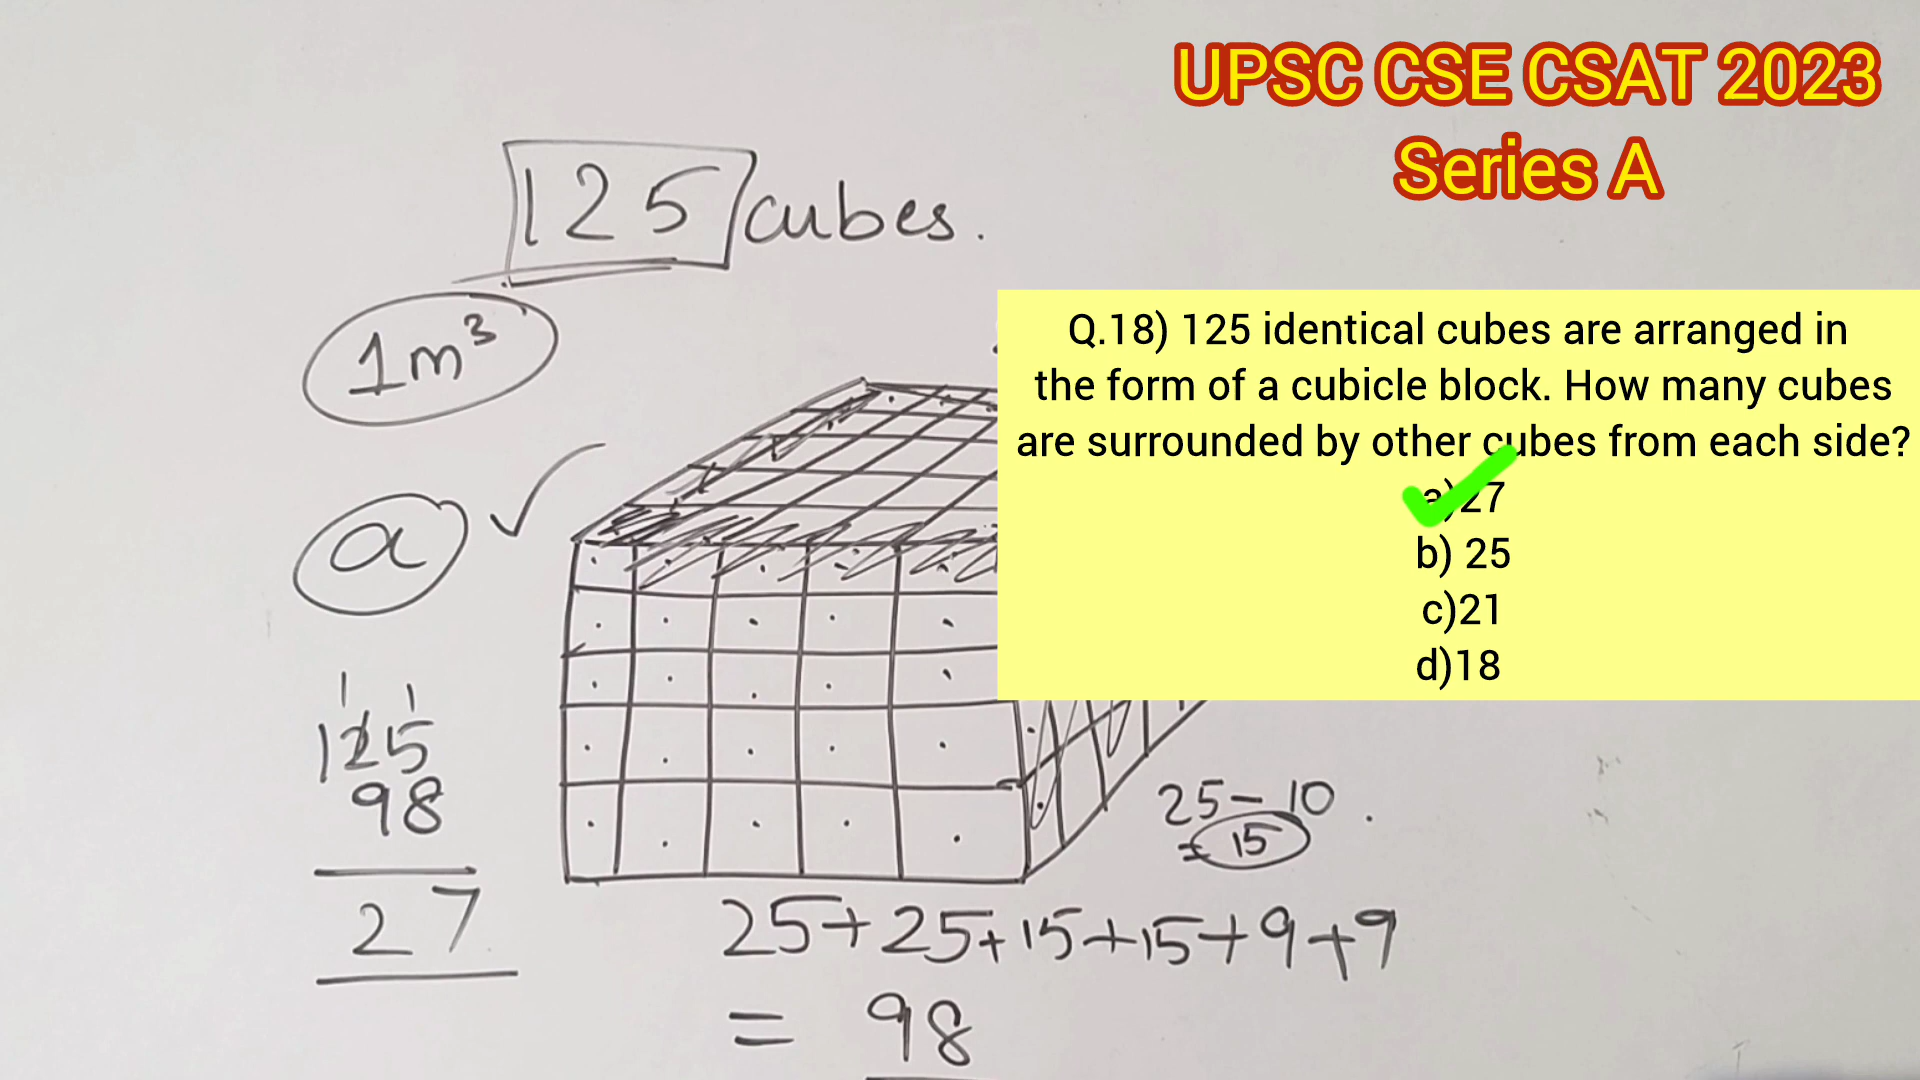 UPSC CSE CSAT 2023
Series A
125 cubes.
1m³
a
Q.18) 125 identical cubes are arranged in
the form of a cubicle block. How many cubes
are surrounded by other cubes from each side?
a)27
b) 25
c)21
d)18
1 1
125
98
27
25-10
=15
25+25+15+15+9+9
= 98